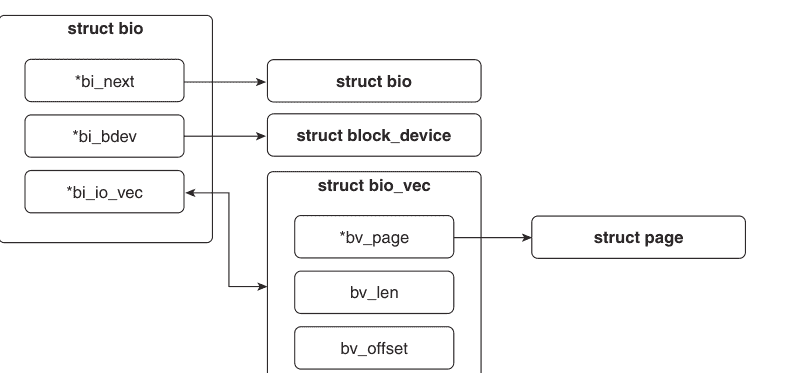 struct bio
*bi_next
struct bio
*bi_bdev
struct block_device
*bi_io_vec
struct bio_vec
*bv_page
struct page
bv_len
bv_offset